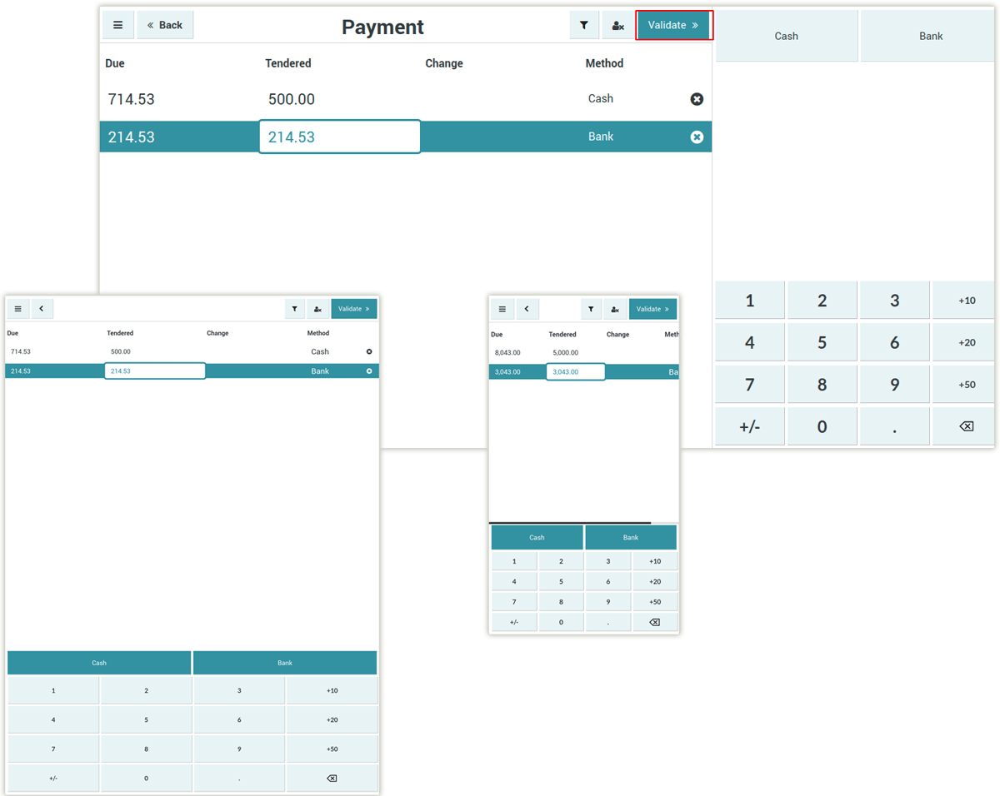 Back Payment Validate Cash Bank
Due Tendered Change Method
714.53 500.00 Cash
214.53 214.53 Bank
1 2 3 +10
4 5 6 +20
7 8 9 +50
+/- 0 .
Validate
Due Tendered Change Method
714.53 500.00 Cash
214.53 214.53 Bank
Cash Bank
1 2 3 +10
4 5 6 +20
7 8 9 +50
+/- 0 .
Validate
Due Tendered Change Meth
8,043.00 5,000.00
3,043.00 3,043.00 Ba
Cash Bank
1 2 3 +10
4 5 6 +20
7 8 9 +50
+/- 0 .